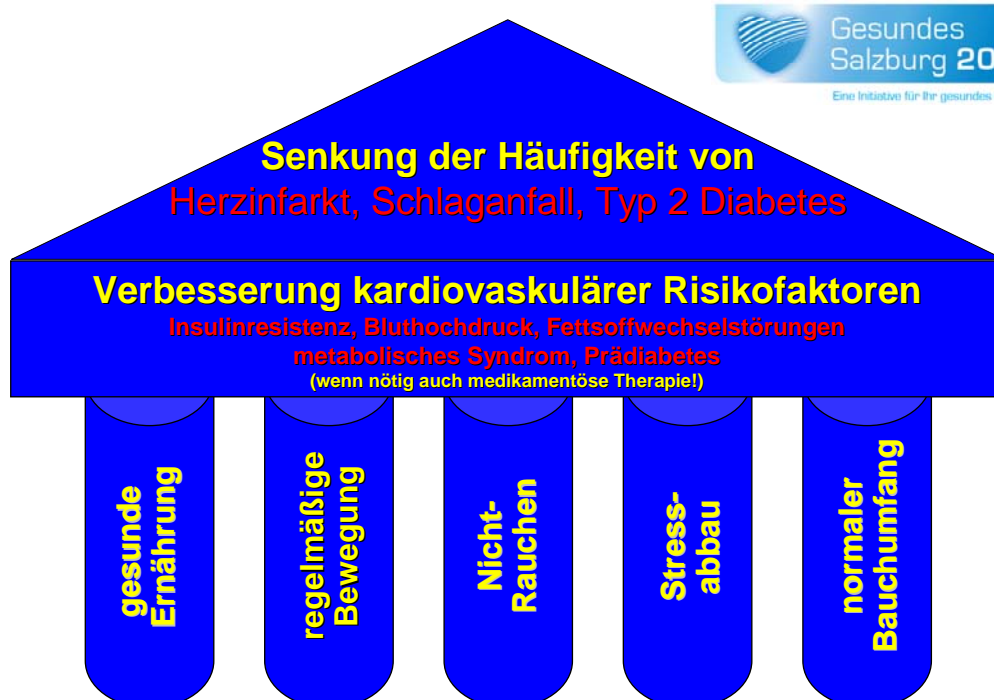 Gesundes
Salzburg 20
Eine Initiative für Ihr gesundes
Senkung der Häufigkeit von
Herzinfarkt, Schlaganfall, Typ 2 Diabetes
Verbesserung kardiovaskulärer Risikofaktoren
Insulinresistenz, Bluthochdruck, Fettsoffwechselstörungen
metabolisches Syndrom, Prädiabetes
(wenn nötig auch medikamentöse Therapie!)
gesunde
Ernährung
regelmäßige
Bewegung
Nicht-
Rauchen
Stress-
abbau
normaler
Bauchumfang